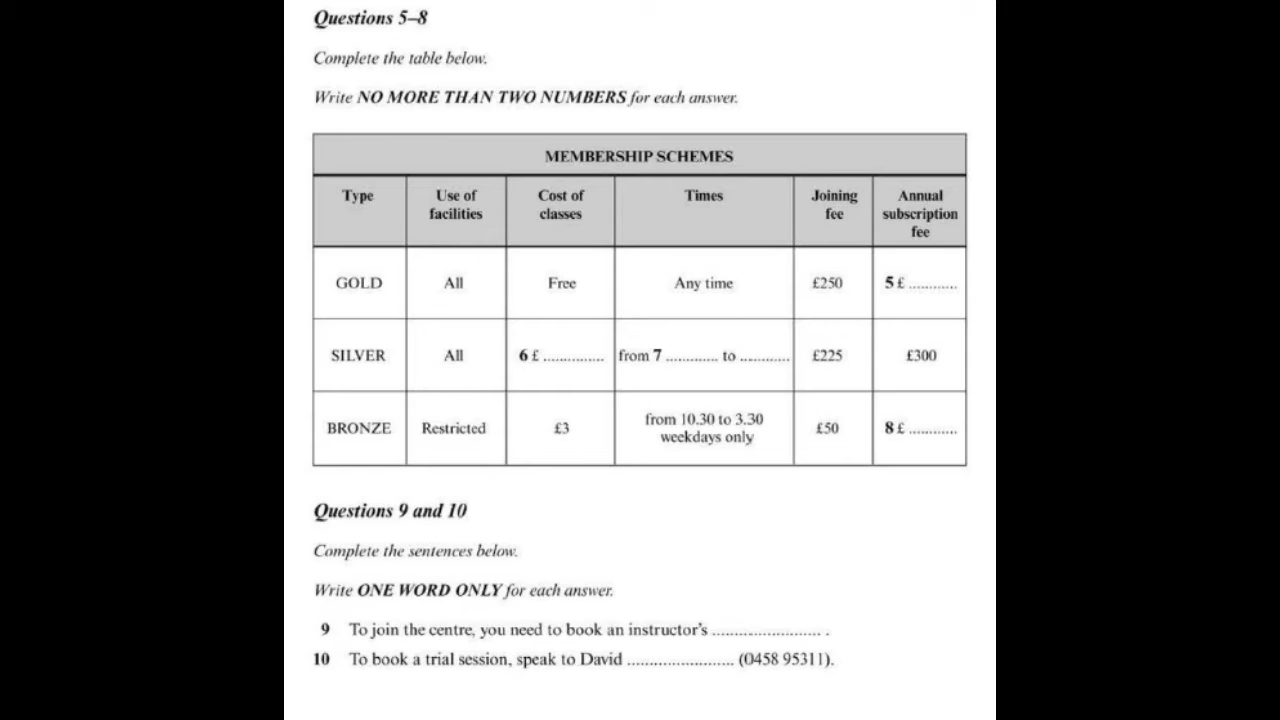 Questions 5–8
Complete the table below.
Write NO MORE THAN TWO NUMBERS for each answer.
MEMBERSHIP SCHEMES
Type Use of facilities Cost of classes Times Joining fee Annual subscription fee
GOLD All Free Any time £250 5 £ ............
SILVER All 6 £ ............... from 7 ............. to ............ £225 £300
BRONZE Restricted £3 from 10.30 to 3.30 weekdays only £50 8 £ ............
Questions 9 and 10
Complete the sentences below.
Write ONE WORD ONLY for each answer.
9 To join the centre, you need to book an instructor's ........................ .
10 To book a trial session, speak to David ........................ (0458 95311).